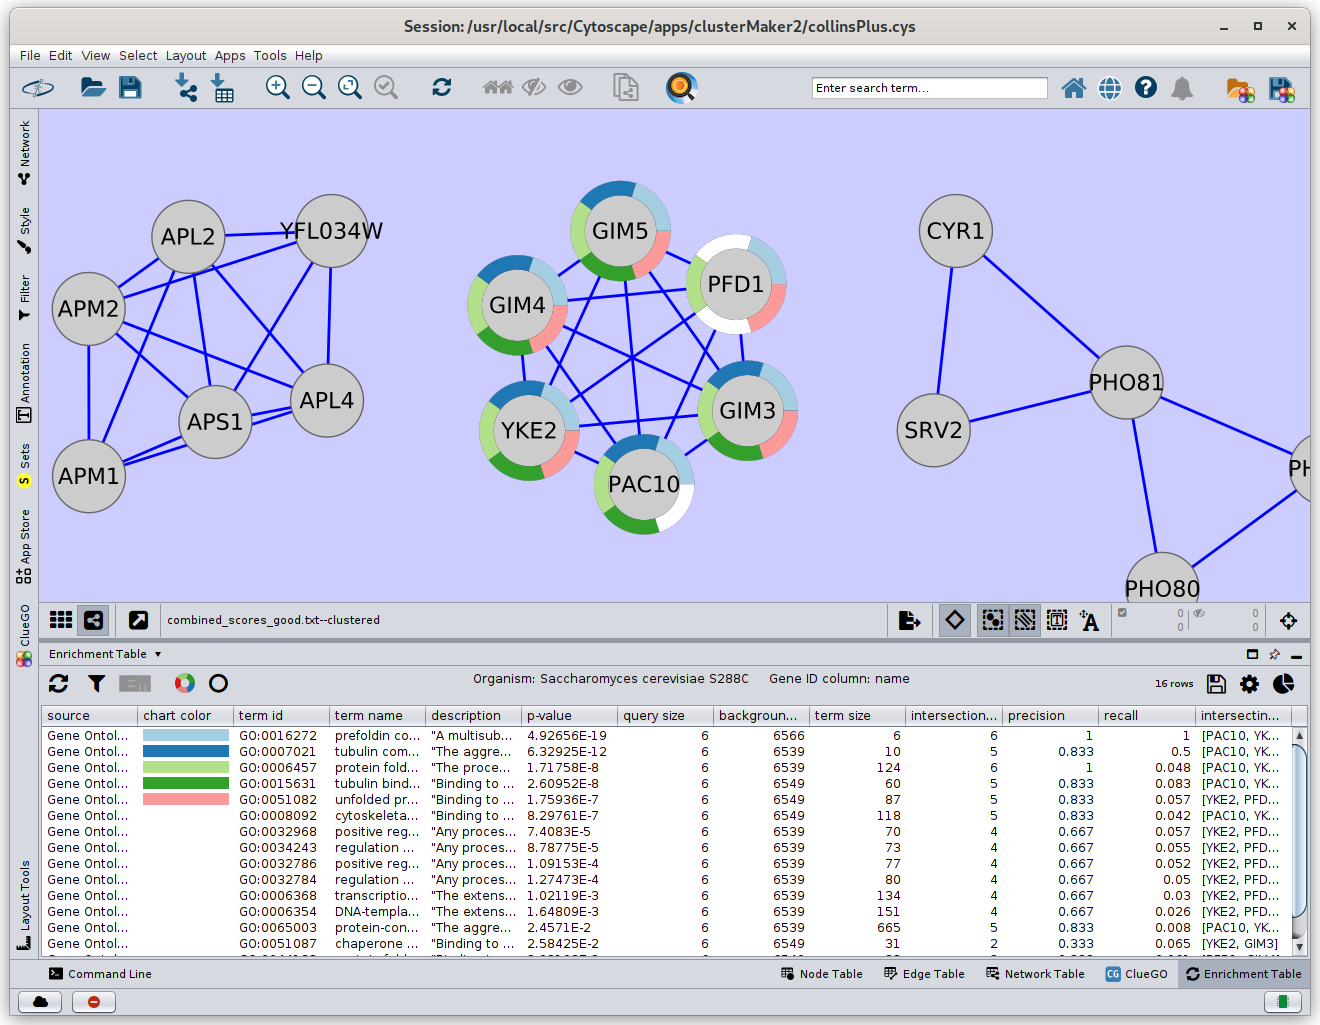 Session: /usr/local/src/Cytoscape/apps/clusterMaker2/collinsPlus.cys
File Edit View Select Layout Apps Tools Help
Enter search term...
Network
Style
Filter
Annotation
Sets
App Store
ClueGO
Layout Tools
APL2
YFL034W
APM2
APS1
APL4
APM1
GIM5
PFD1
GIM4
GIM3
YKE2
PAC10
CYR1
PHO81
SRV2
PH
PHO80
combined_scores_good.txt--clustered
0 0
0 0
Enrichment Table
Organism: Saccharomyces cerevisiae S288C Gene ID column: name
16 rows
source chart color term id term name description p-value query size backgroun... term size intersection... precision recall intersectin...
Gene Ontol... GO:0016272 prefoldin co... "A multisub... 4.92656E-19 6 6566 6 6 1 1 [PAC10, YK...
Gene Ontol... GO:0007021 tubulin com... "The aggre... 6.32925E-12 6 6539 10 5 0.833 0.5 [PAC10, YK...
Gene Ontol... GO:0006457 protein fold... "The proce... 1.71758E-8 6 6539 124 6 1 0.048 [PAC10, YK...
Gene Ontol... GO:0015631 tubulin bind... "Binding to ... 2.60952E-8 6 6549 60 5 0.833 0.083 [PAC10, YK...
Gene Ontol... GO:0051082 unfolded pr... "Binding to ... 1.75936E-7 6 6549 87 5 0.833 0.057 [YKE2, PFD...
Gene Ontol... GO:0008092 cytoskeleta... "Binding to ... 8.29761E-7 6 6549 118 5 0.833 0.042 [PAC10, YK...
Gene Ontol... GO:0032968 positive reg... "Any proces... 7.4083E-5 6 6539 70 4 0.667 0.057 [YKE2, PFD...
Gene Ontol... GO:0034243 regulation ... "Any proces... 8.78775E-5 6 6539 73 4 0.667 0.055 [YKE2, PFD...
Gene Ontol... GO:0032786 positive reg... "Any proces... 1.09153E-4 6 6539 77 4 0.667 0.052 [YKE2, PFD...
Gene Ontol... GO:0032784 regulation ... "Any proces... 1.27473E-4 6 6539 80 4 0.667 0.05 [YKE2, PFD...
Gene Ontol... GO:0006368 transcriptio... "The extens... 1.02119E-3 6 6539 134 4 0.667 0.03 [YKE2, PFD...
Gene Ontol... GO:0006354 DNA-templa... "The extens... 1.64809E-3 6 6539 151 4 0.667 0.026 [YKE2, PFD...
Gene Ontol... GO:0065003 protein-con... "The aggre... 2.4571E-2 6 6539 665 5 0.833 0.008 [PAC10, YK...
Gene Ontol... GO:0051087 chaperone ... "Binding to ... 2.58425E-2 6 6549 31 2 0.333 0.065 [YKE2, GIM3]
Command Line Node Table Edge Table Network Table CG ClueGO Enrichment Table